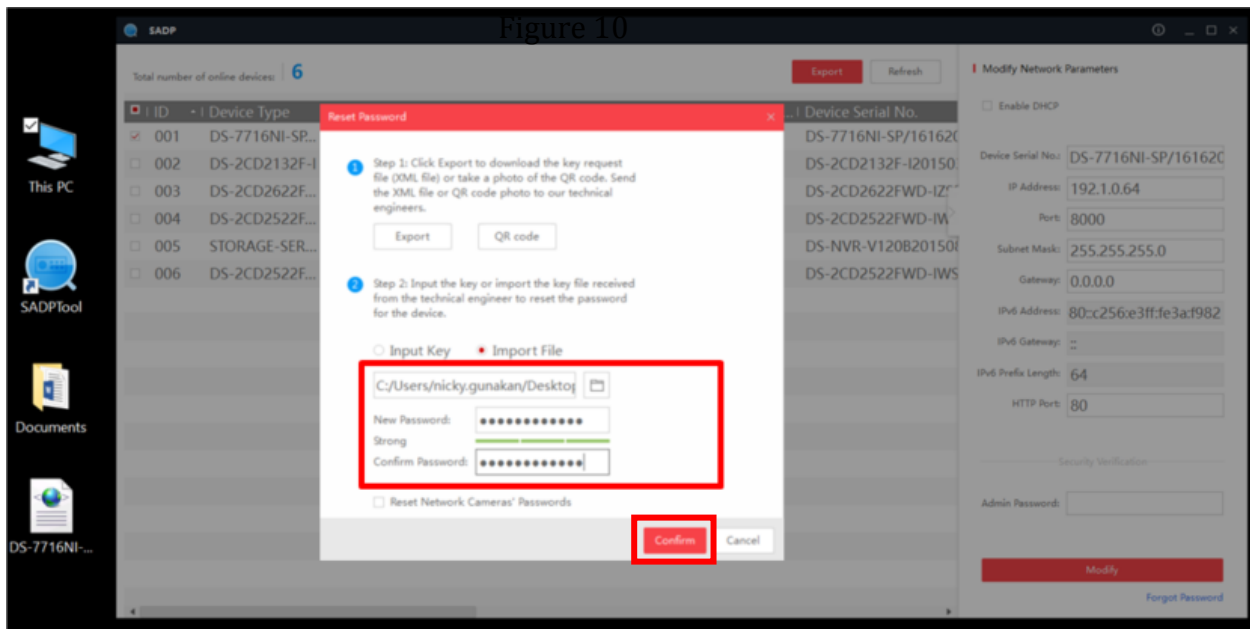 Figure 10
SADP
Total number of online devices: 6
Export
Refresh
ID
Device Type
Device Serial No.
001 DS-7716NI-SP... DS-7716NI-SP/16162(
002 DS-2CD2132F-I DS-2CD2132F-I20150.
003 DS-2CD2622F... DS-2CD2622FWD-IZS
004 DS-2CD2522F... DS-2CD2522FWD-IW
005 STORAGE-SER... DS-NVR-V120B20150
006 DS-2CD2522F... DS-2CD2522FWD-IWS
This PC
SADPTool
Documents
DS-7716NI-...
Reset Password
1
Step 1: Click Export to download the key request
file (XML file) or take a photo of the QR code. Send
the XML file or QR code photo to our technical
engineers.
Export
QR code
2
Step 2: Input the key or import the key file received
from the technical engineer to reset the password
for the device.
Input Key
Import File
C:/Users/nicky.gunakan/Desktop
New Password:
Strong
Confirm Password:
Reset Network Cameras' Passwords
Confirm
Cancel
Modify Network Parameters
Enable DHCP
Device Serial No.: DS-7716NI-SP/16162(
IP Address: 192.1.0.64
Port: 8000
Subnet Mask: 255.255.255.0
Gateway: 0.0.0.0
IPv6 Address: 80::c256:e3ff:fe3a:f982
IPv6 Gateway: ::
IPv6 Prefix Length: 64
HTTP Port: 80
Security Verification
Admin Password:
Modify
Forgot Password